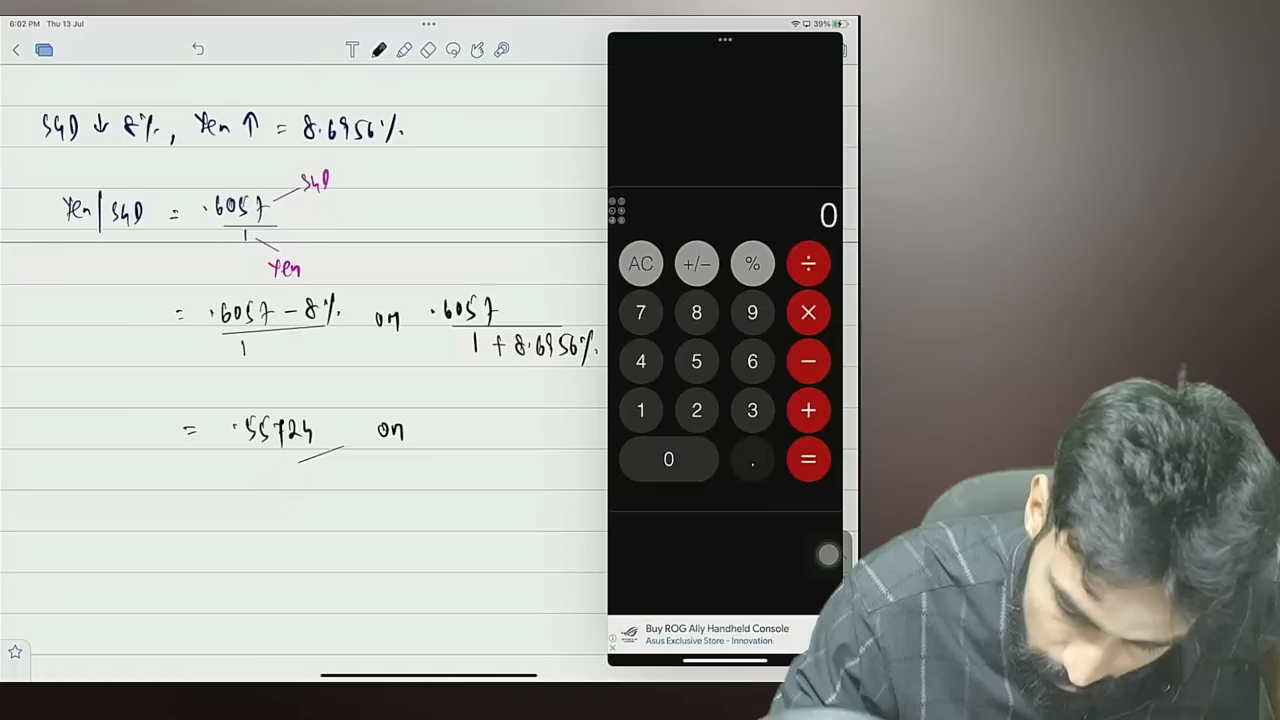 6:02 PM Thu 13 Jul
39%
T
SGD ↓ 8%, Yen ↑ = 8.6956%.
Yen | SGD = .6057 SGD
1 Yen
= .6057 - 8% or .6057
1 1 + 8.6956%.
= .55724 or
0
AC +/− % ÷
7 8 9 ×
4 5 6 −
1 2 3 +
0 . =
Buy ROG Ally Handheld Console
Asus Exclusive Store - Innovation